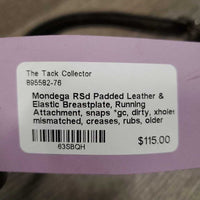 The Tack Collector
895582-76
Mondega RSd Padded Leather &
Elastic Breastplate, Running
Attachment, snaps *gc, dirty, xholes
mismatched, creases, rubs, older
$115.00
63SBQH